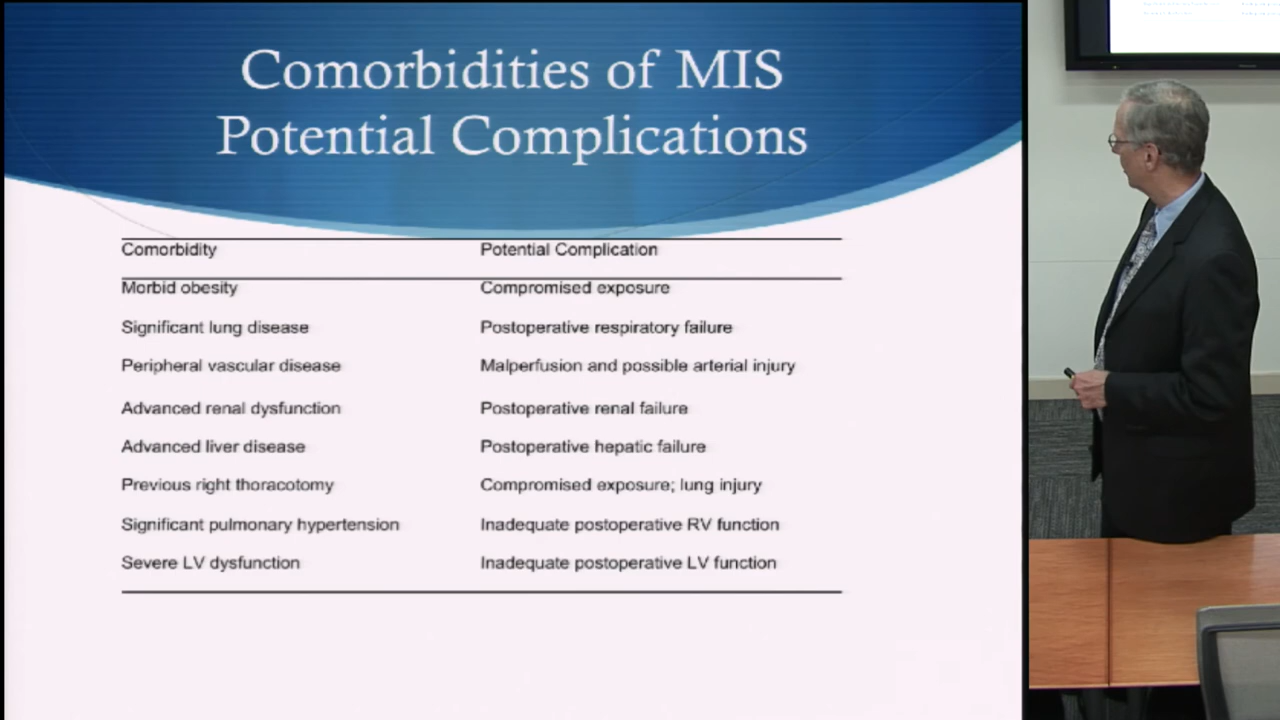 Comorbidities of MIS
Potential Complications
Comorbidity Potential Complication
Morbid obesity Compromised exposure
Significant lung disease Postoperative respiratory failure
Peripheral vascular disease Malperfusion and possible arterial injury
Advanced renal dysfunction Postoperative renal failure
Advanced liver disease Postoperative hepatic failure
Previous right thoracotomy Compromised exposure; lung injury
Significant pulmonary hypertension Inadequate postoperative RV function
Severe LV dysfunction Inadequate postoperative LV function